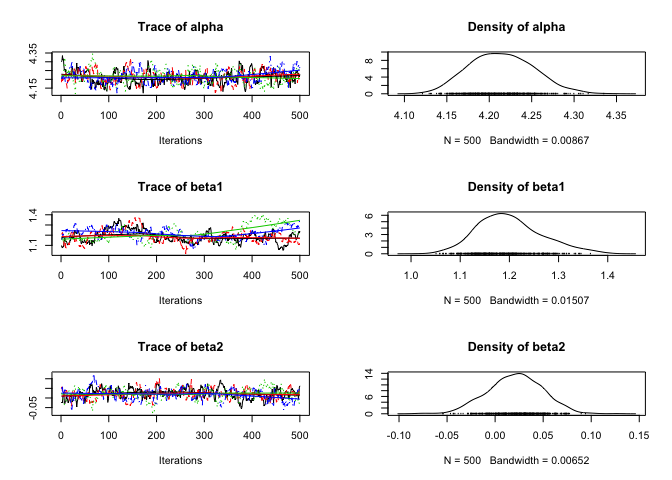 Trace of alpha
4.15 4.35
0 100 200 300 400 500
Iterations
Density of alpha
0 4 8
4.10 4.15 4.20 4.25 4.30 4.35
N = 500 Bandwidth = 0.00867
Trace of beta1
1.1 1.4
0 100 200 300 400 500
Iterations
Density of beta1
0 3 6
1.0 1.1 1.2 1.3 1.4
N = 500 Bandwidth = 0.01507
Trace of beta2
-0.05
0 100 200 300 400 500
Iterations
Density of beta2
0 6 14
-0.10 -0.05 0.00 0.05 0.10 0.15
N = 500 Bandwidth = 0.00652